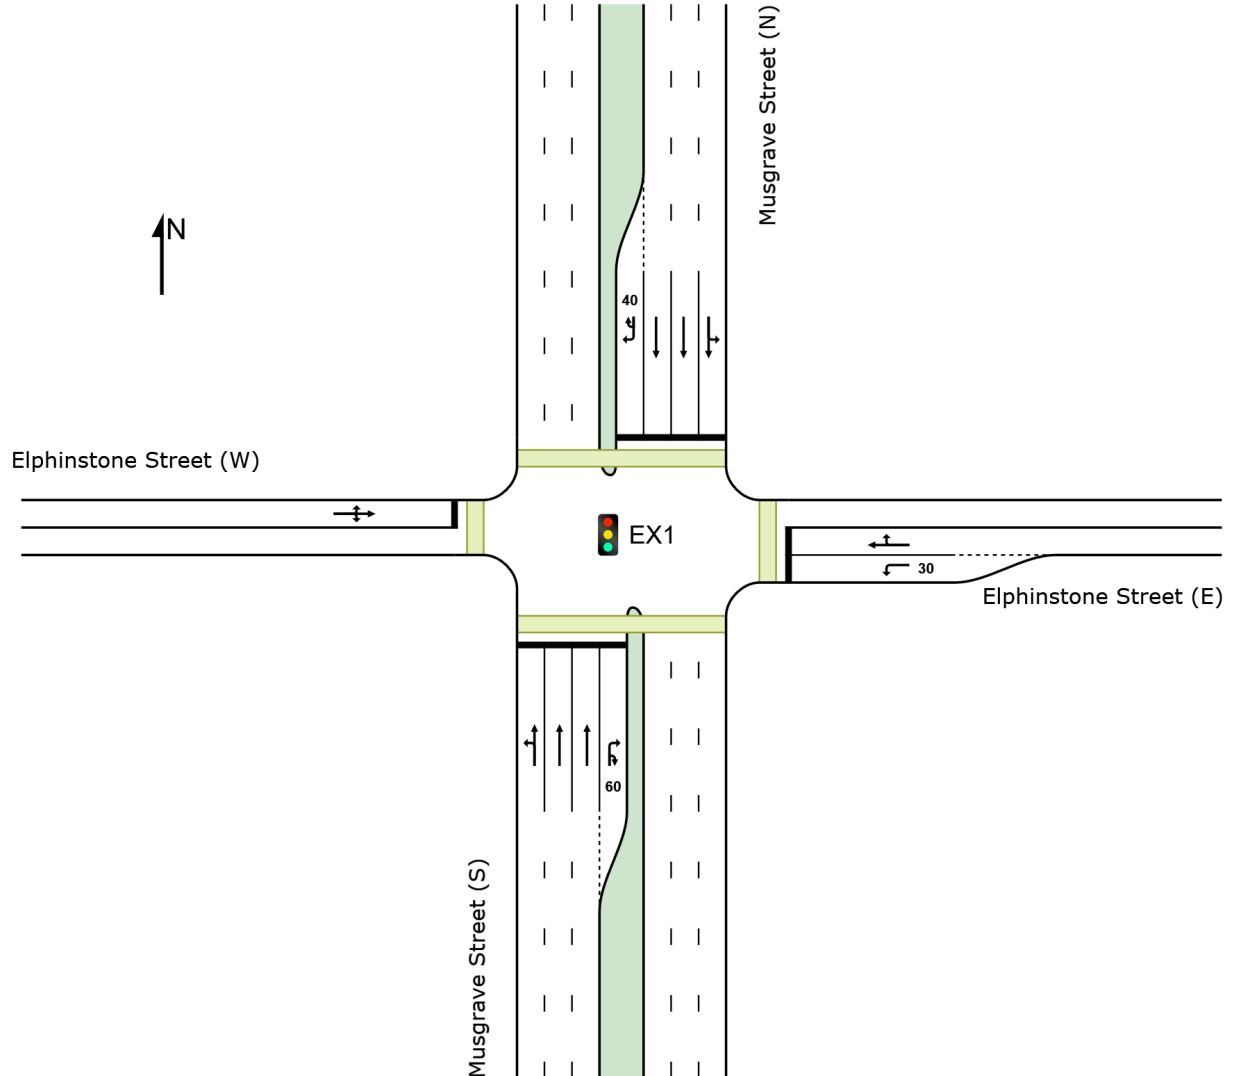 Musgrave Street (N)
N
40
Elphinstone Street (W)
EX1
30
Elphinstone Street (E)
60
Musgrave Street (S)